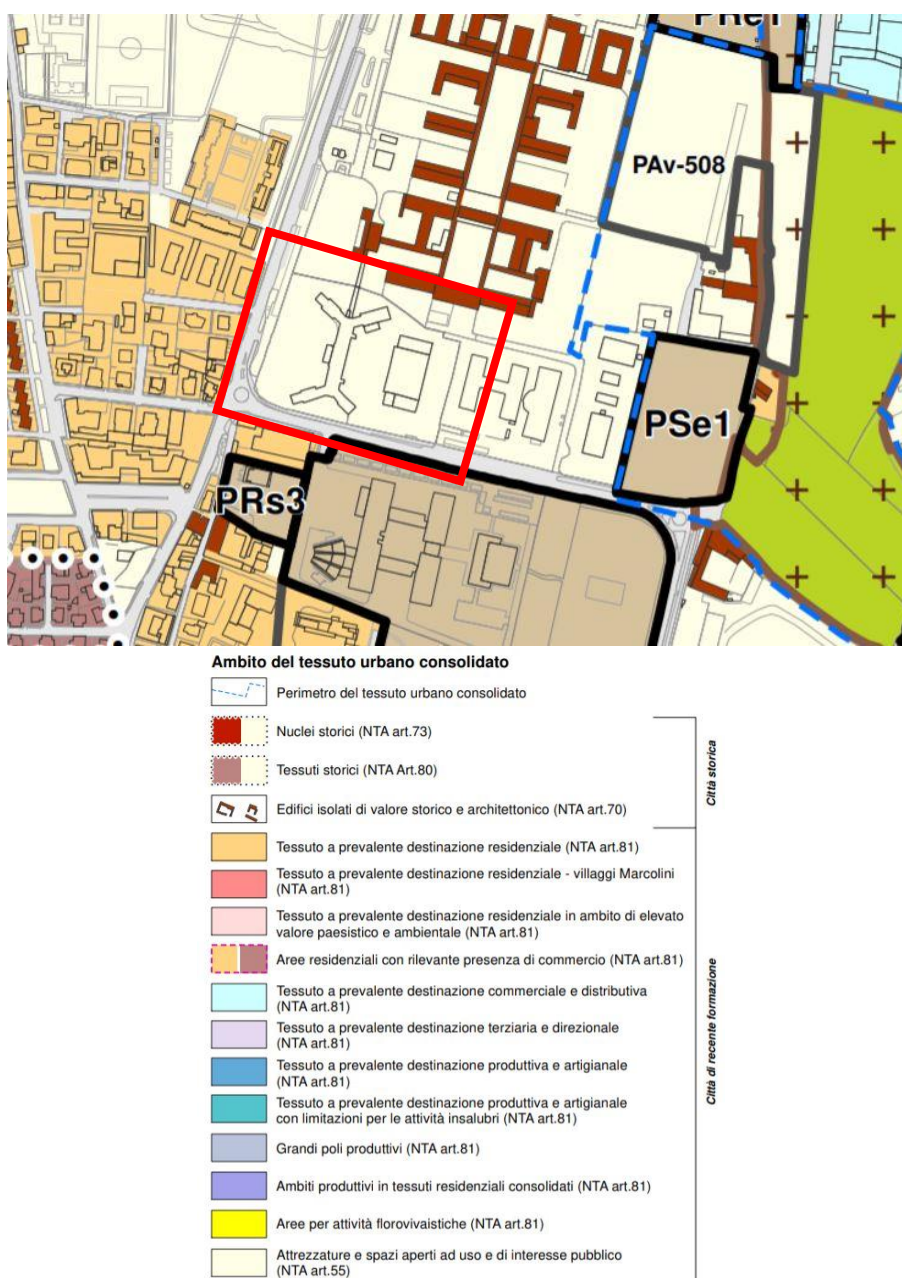 PRe1
PAv-508
PSe1
PRs3
Ambito del tessuto urbano consolidato
Perimetro del tessuto urbano consolidato
Nuclei storici (NTA art.73)
Tessuti storici (NTA Art.80)
Edifici isolati di valore storico e architettonico (NTA art.70)
Città storica
Tessuto a prevalente destinazione residenziale (NTA art.81)
Tessuto a prevalente destinazione residenziale - villaggi Marcolini
(NTA art.81)
Tessuto a prevalente destinazione residenziale in ambito di elevato
valore paesistico e ambientale (NTA art.81)
Aree residenziali con rilevante presenza di commercio (NTA art.81)
Tessuto a prevalente destinazione commerciale e distributiva
(NTA art.81)
Tessuto a prevalente destinazione terziaria e direzionale
(NTA art.81)
Tessuto a prevalente destinazione produttiva e artigianale
(NTA art.81)
Tessuto a prevalente destinazione produttiva e artigianale
con limitazioni per le attività insalubri (NTA art.81)
Grandi poli produttivi (NTA art.81)
Ambiti produttivi in tessuti residenziali consolidati (NTA art.81)
Aree per attività florovivaistiche (NTA art.81)
Attrezzature e spazi aperti ad uso e di interesse pubblico
(NTA art.55)
Città di recente formazione